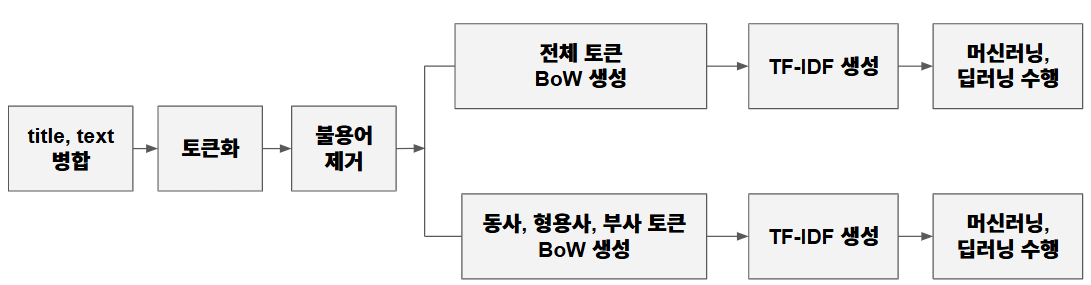 title, text
병합
토큰화
불용어
제거
전체 토큰
BoW 생성
TF-IDF 생성
머신러닝,
딥러닝 수행
동사, 형용사, 부사 토큰
BoW 생성
TF-IDF 생성
머신러닝,
딥러닝 수행